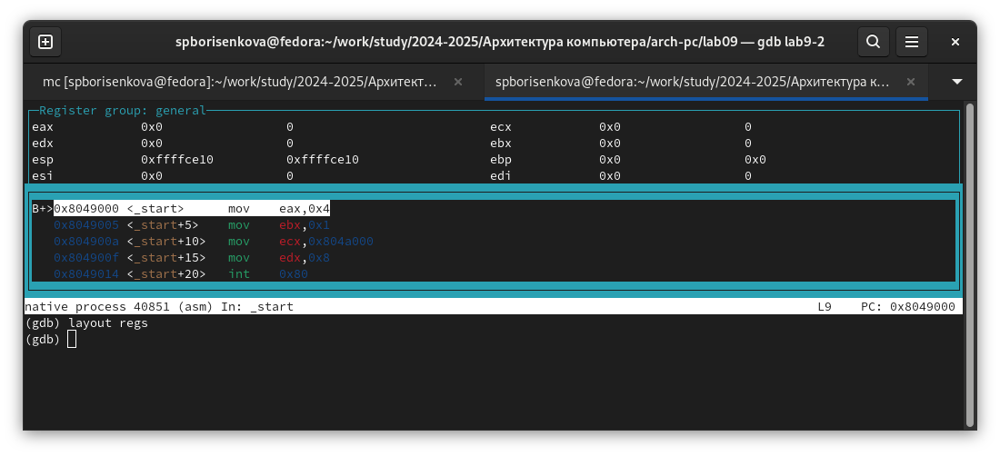 spborisenkova@fedora:~/work/study/2024-2025/Архитектура компьютера/arch-pc/lab09 — gdb lab9-2
mc [spborisenkova@fedora]:~/work/study/2024-2025/Архитект... spborisenkova@fedora:~/work/study/2024-2025/Архитектура к...
Register group: general
eax 0x0 0 ecx 0x0 0
edx 0x0 0 ebx 0x0 0
esp 0xffffce10 0xffffce10 ebp 0x0 0x0
esi 0x0 0 edi 0x0 0
B+>0x8049000 <_start> mov eax,0x4
0x8049005 <_start+5> mov ebx,0x1
0x804900a <_start+10> mov ecx,0x804a000
0x804900f <_start+15> mov edx,0x8
0x8049014 <_start+20> int 0x80
native process 40851 (asm) In: _start L9 PC: 0x8049000
(gdb) layout regs
(gdb)